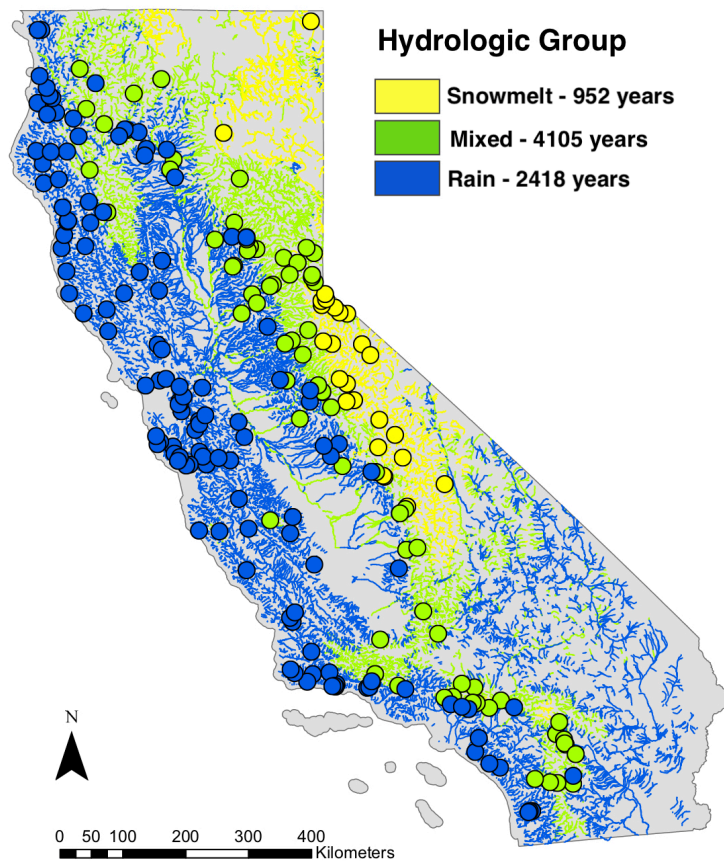 Hydrologic Group
Snowmelt - 952 years
Mixed - 4105 years
Rain - 2418 years
N
0 50 100 200 300 400
Kilometers